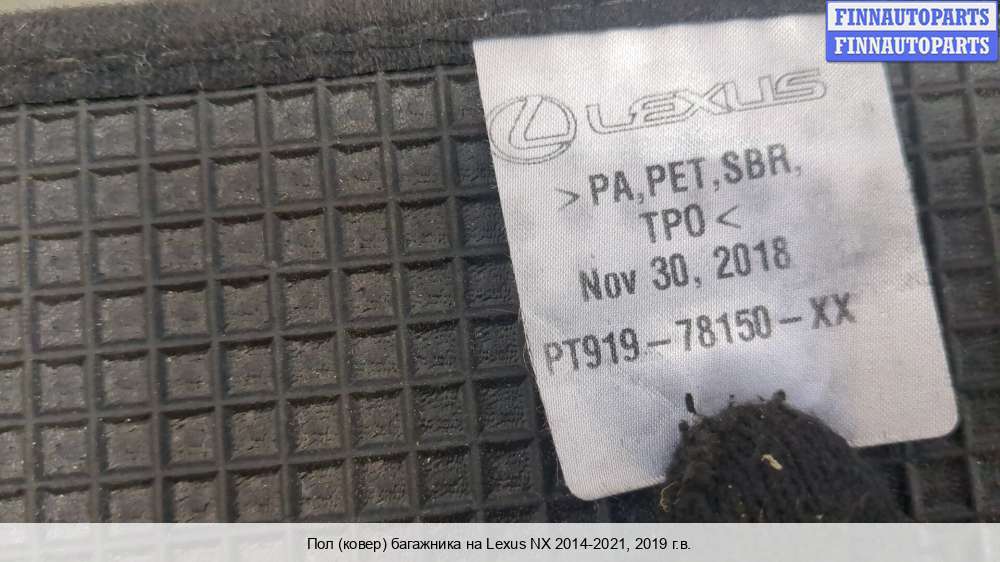 FINNAUTOPARTS
FINNAUTOPARTS
LEXUS
>PA,PET,SBR,
TPO<
Nov 30, 2018
PT919-78150-XX
Пол (ковер) багажника на Lexus NX 2014-2021, 2019 г.в.